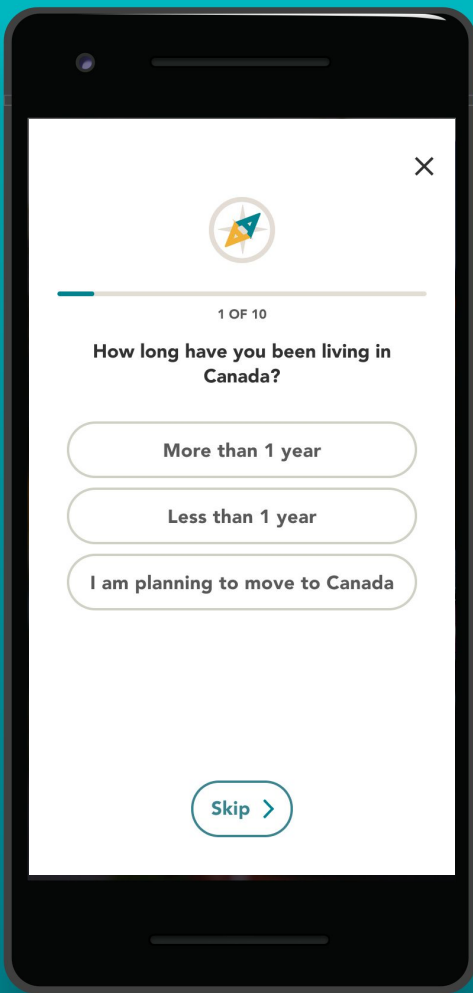 1 OF 10
How long have you been living in
Canada?
More than 1 year
Less than 1 year
I am planning to move to Canada
Skip